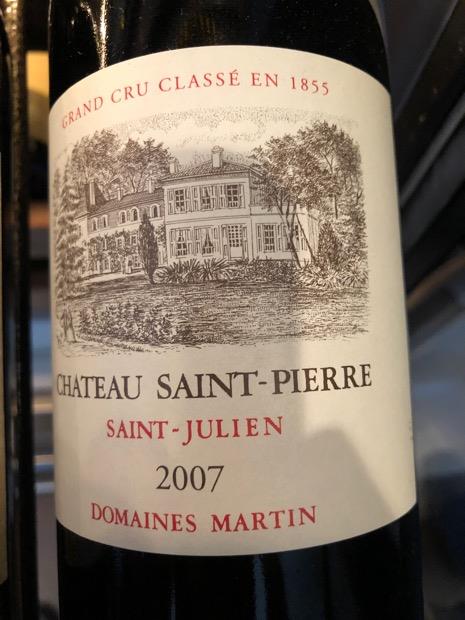 GRAND CRU CLASSÉ EN 1855
CHATEAU SAINT-PIERRE
SAINT-JULIEN
2007
DOMAINES MARTIN